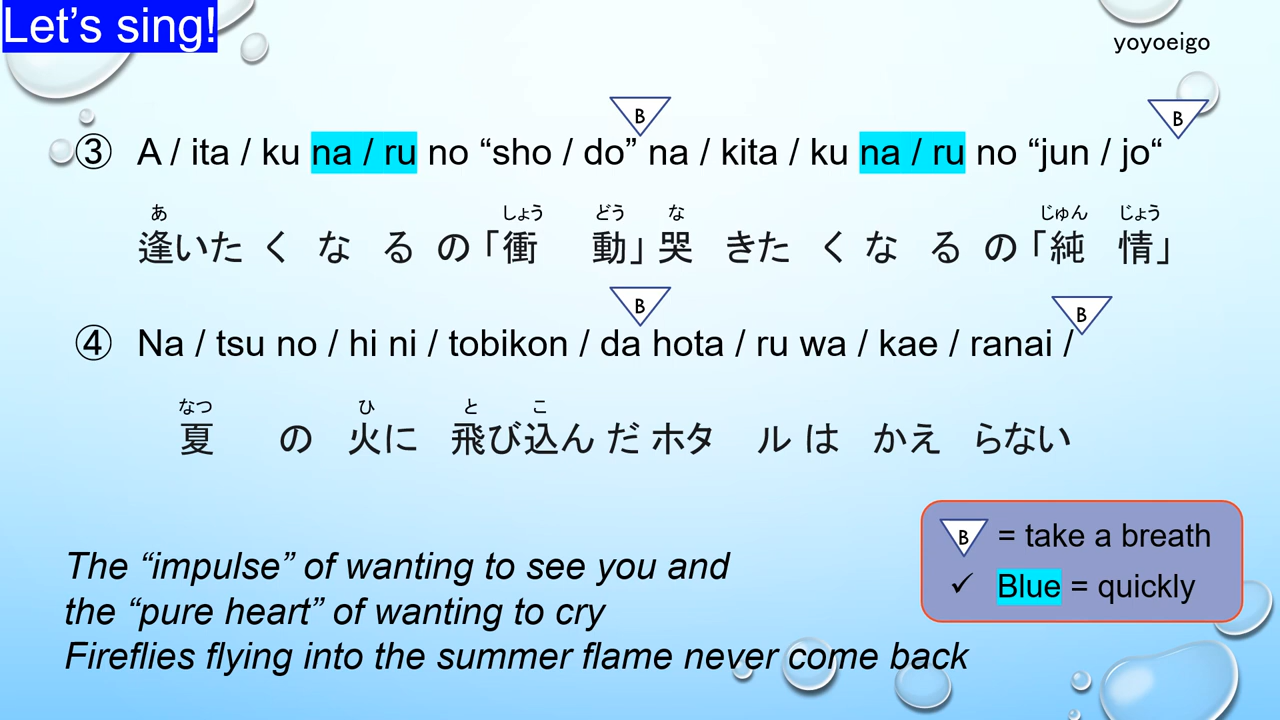 Let's sing!
yoyoeigo
B
B
③ A / ita / ku na / ru no “sho / do” na / kita / ku na / ru no “jun / jo“
あ しょう どう な じゅん じょう
逢いた く な る の 「衝 動」 哭 きた く な る の 「純 情」
B
B
④ Na / tsu no / hi ni / tobikon / da hota / ru wa / kae / ranai /
なつ ひ と こ
夏 の 火に 飛び込ん だ ホタ ル は かえ らない
B = take a breath
✓ Blue = quickly
The “impulse” of wanting to see you and
the “pure heart” of wanting to cry
Fireflies flying into the summer flame never come back